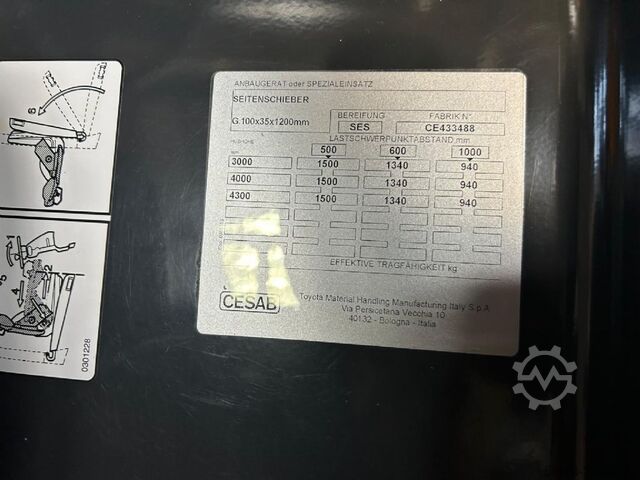 ANBAUGERÄT oder SPEZIALEINSATZ
SEITENSCHIEBER
BEREIFUNG FABRIK N°
G.100x35x1200mm SES CE433488
LASTSCHWERPUNKTABSTAND mm
500 600 1000
3000 1500 1340 940
4000 1500 1340 940
4300 1500 1340 940
EFFEKTIVE TRAGFÄHIGKEIT kg
CESAB
Toyota Material Handling Manufacturing Italy S.p.A.
Via Persicetana Vecchia 10
40132 - Bologna - Italia
0301228